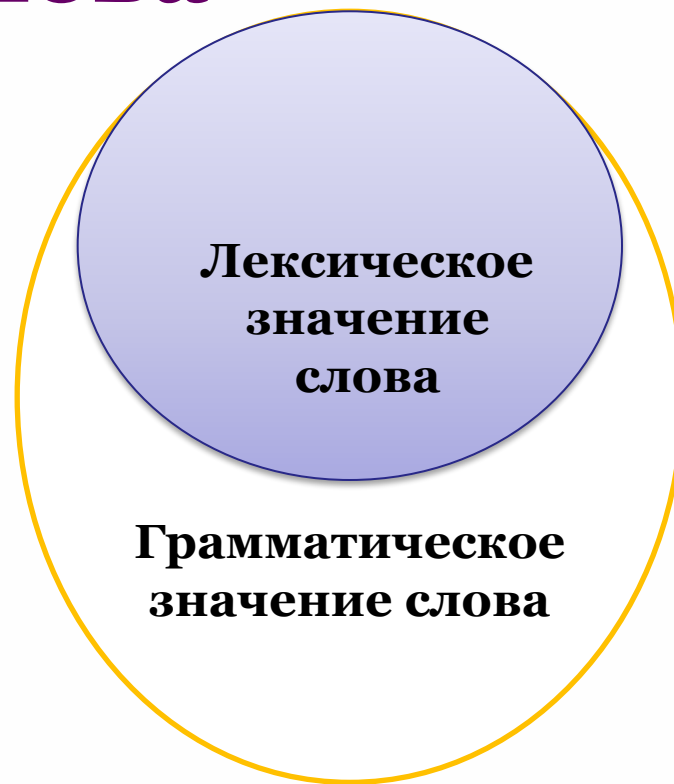 Лексическое
значение
слова
Грамматическое
значение слова